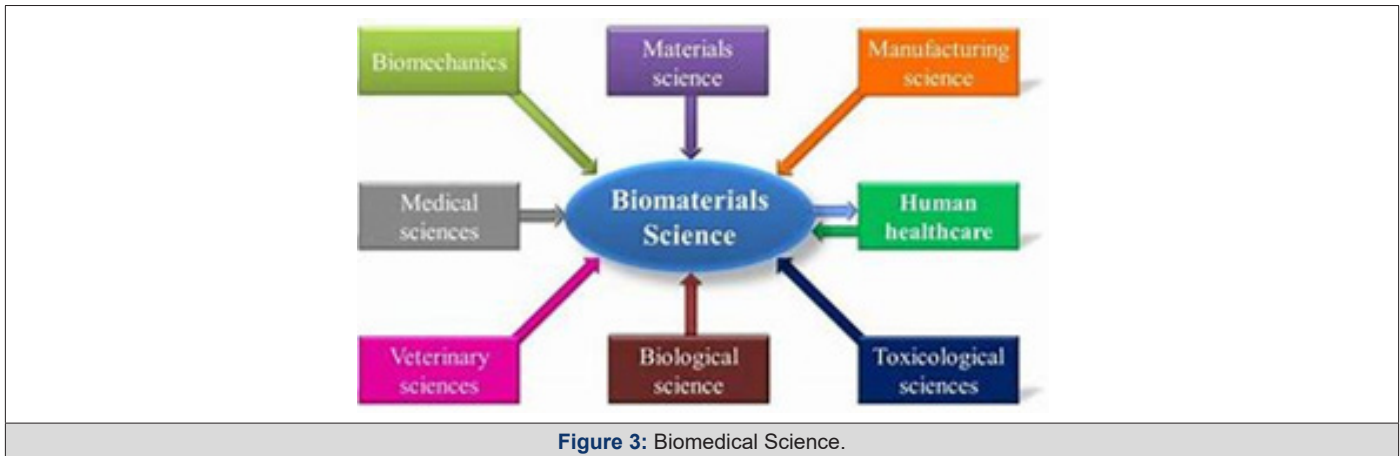 Biomechanics
Materials
science
Manufacturing
science
Medical
sciences
Biomaterials
Science
Human
healthcare
Veterinary
sciences
Biological
science
Toxicological
sciences
Figure 3: Biomedical Science.